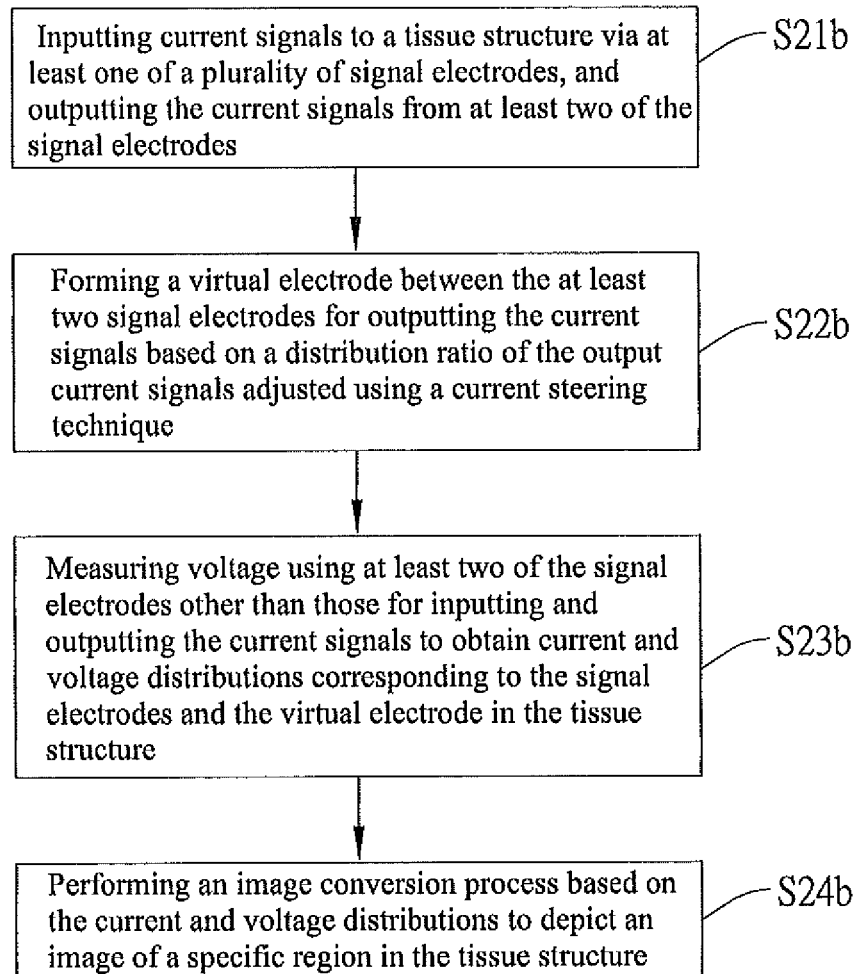 Inputting current signals to a tissue structure via at
least one of a plurality of signal electrodes, and
outputting the current signals from at least two of the
signal electrodes
S21b
Forming a virtual electrode between the at least
two signal electrodes for outputting the current
signals based on a distribution ratio of the output
current signals adjusted using a current steering
technique
S22b
Measuring voltage using at least two of the signal
electrodes other than those for inputting and
outputting the current signals to obtain current and
voltage distributions corresponding to the signal
electrodes and the virtual electrode in the tissue
structure
S23b
Performing an image conversion process based on
the current and voltage distributions to depict an
image of a specific region in the tissue structure
S24b